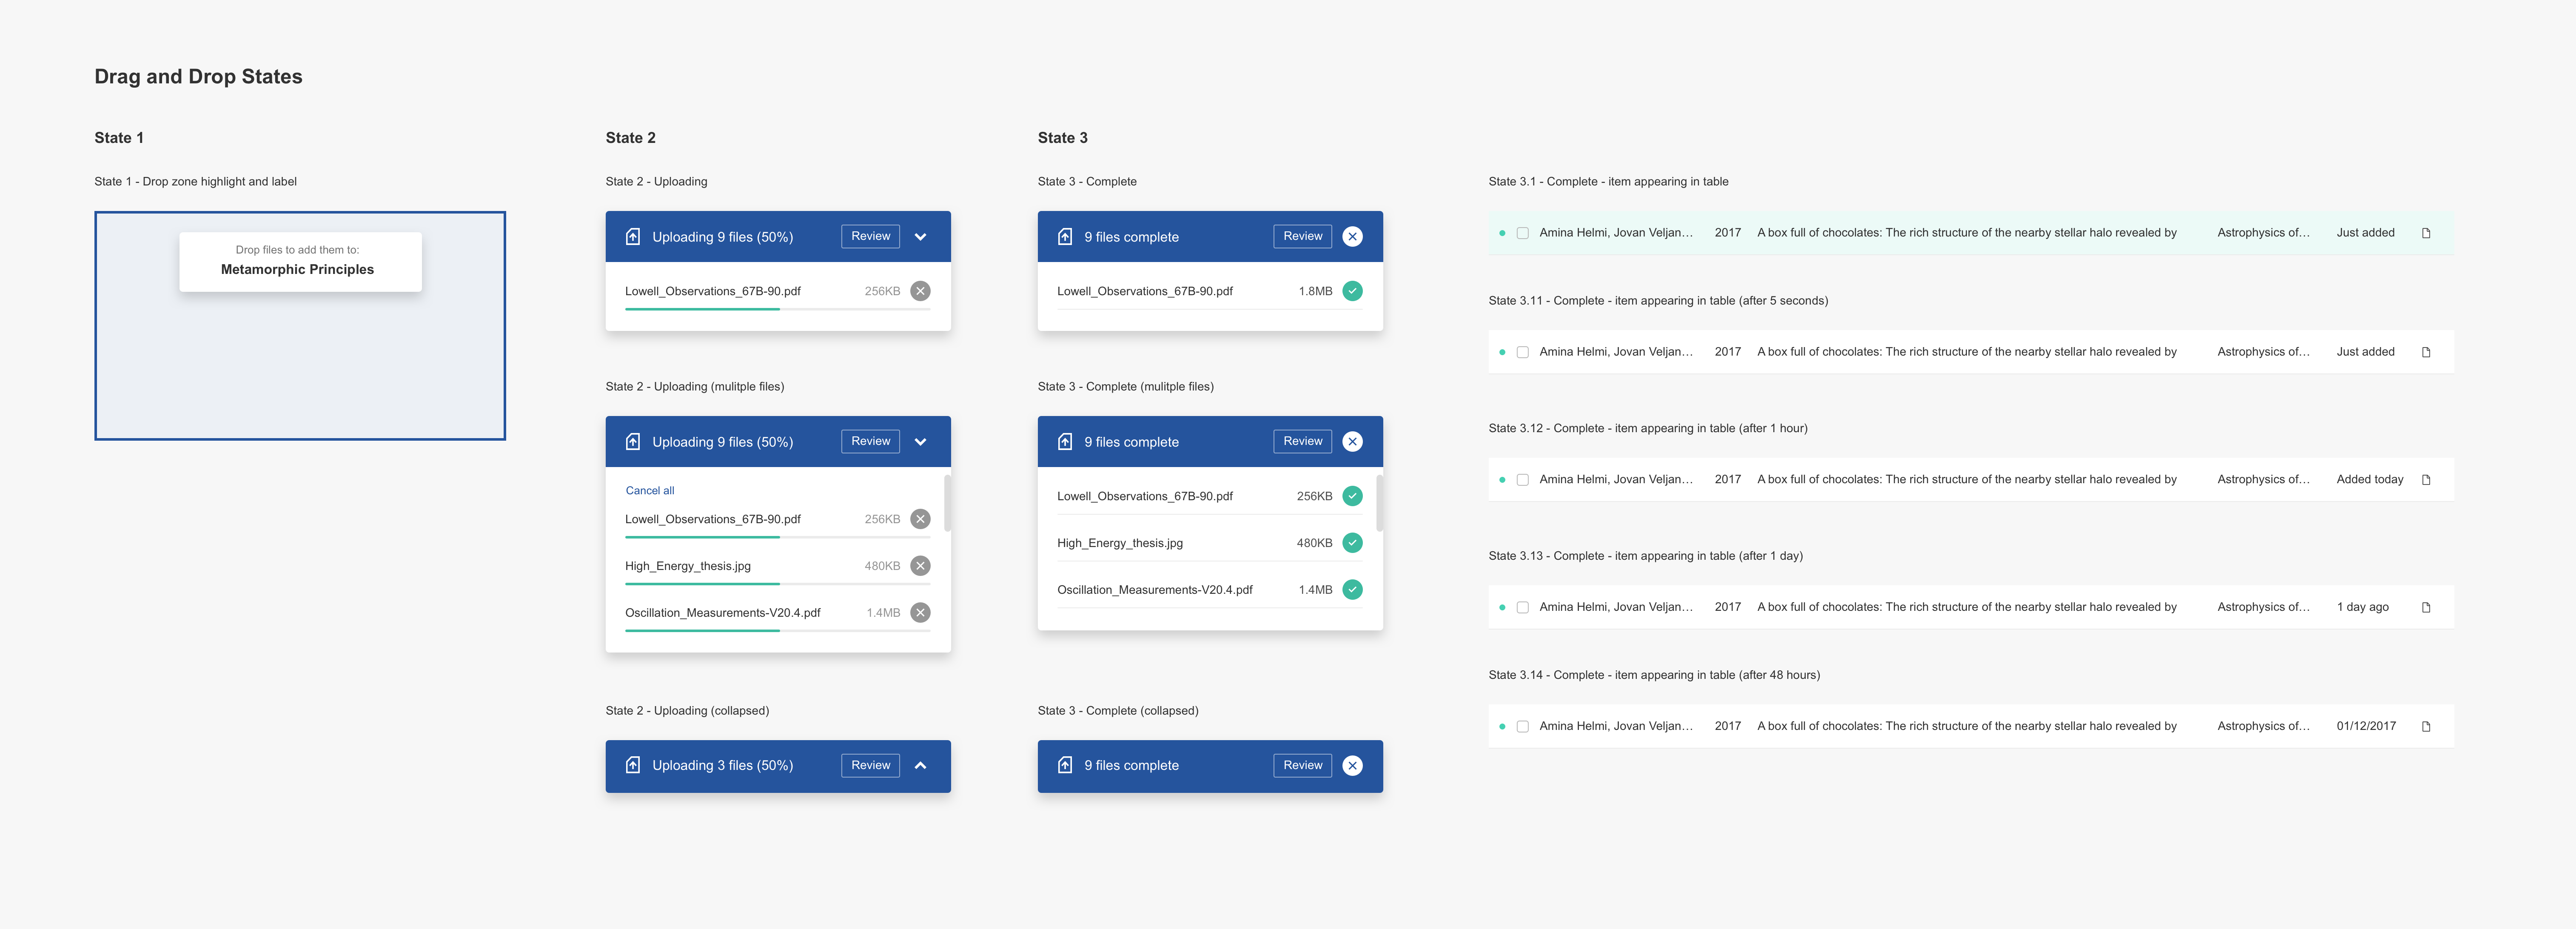 Drag and Drop States
State 1
State 1 - Drop zone highlight and label
Drop files to add them to:
Metamorphic Principles
State 2
State 2 - Uploading
Uploading 9 files (50%) Review
Lowell_Observations_67B-90.pdf 256KB
State 2 - Uploading (mulitple files)
Uploading 9 files (50%) Review
Cancel all
Lowell_Observations_67B-90.pdf 256KB
High_Energy_thesis.jpg 480KB
Oscillation_Measurements-V20.4.pdf 1.4MB
State 2 - Uploading (collapsed)
Uploading 3 files (50%) Review
State 3
State 3 - Complete
9 files complete Review
Lowell_Observations_67B-90.pdf 1.8MB
State 3 - Complete (mulitple files)
9 files complete Review
Lowell_Observations_67B-90.pdf 256KB
High_Energy_thesis.jpg 480KB
Oscillation_Measurements-V20.4.pdf 1.4MB
State 3 - Complete (collapsed)
9 files complete Review
State 3.1 - Complete - item appearing in table
Amina Helmi, Jovan Veljan… 2017 A box full of chocolates: The rich structure of the nearby stellar halo revealed by Astrophysics of… Just added
State 3.11 - Complete - item appearing in table (after 5 seconds)
Amina Helmi, Jovan Veljan… 2017 A box full of chocolates: The rich structure of the nearby stellar halo revealed by Astrophysics of… Just added
State 3.12 - Complete - item appearing in table (after 1 hour)
Amina Helmi, Jovan Veljan… 2017 A box full of chocolates: The rich structure of the nearby stellar halo revealed by Astrophysics of… Added today
State 3.13 - Complete - item appearing in table (after 1 day)
Amina Helmi, Jovan Veljan… 2017 A box full of chocolates: The rich structure of the nearby stellar halo revealed by Astrophysics of… 1 day ago
State 3.14 - Complete - item appearing in table (after 48 hours)
Amina Helmi, Jovan Veljan… 2017 A box full of chocolates: The rich structure of the nearby stellar halo revealed by Astrophysics of… 01/12/2017